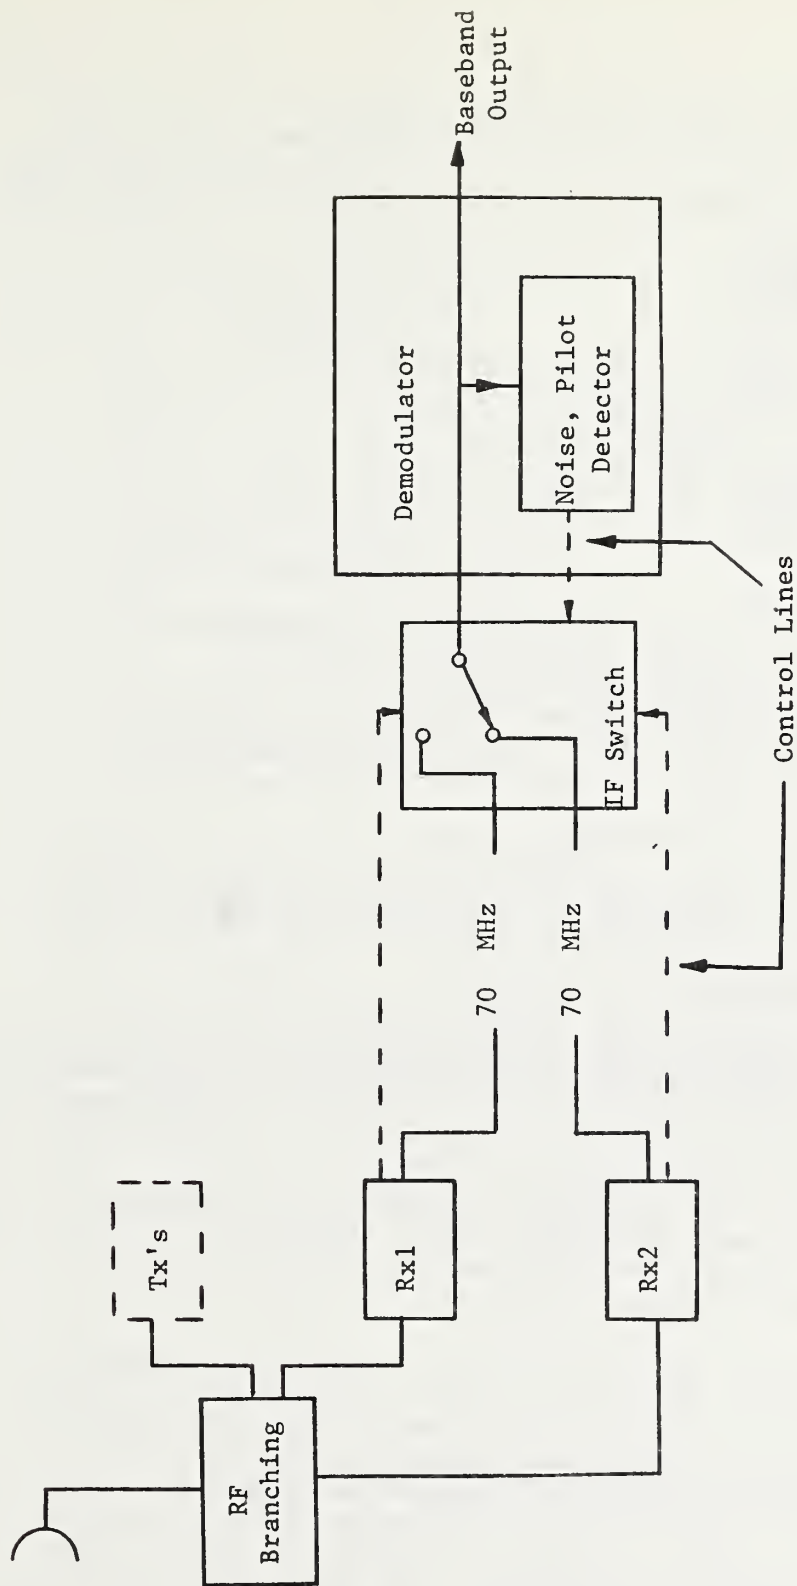 Tx's
RF
Branching
Rx1
Rx2
70 MHz
70 MHz
IF Switch
Demodulator
Noise, Pilot
Detector
Baseband
Output
Control Lines